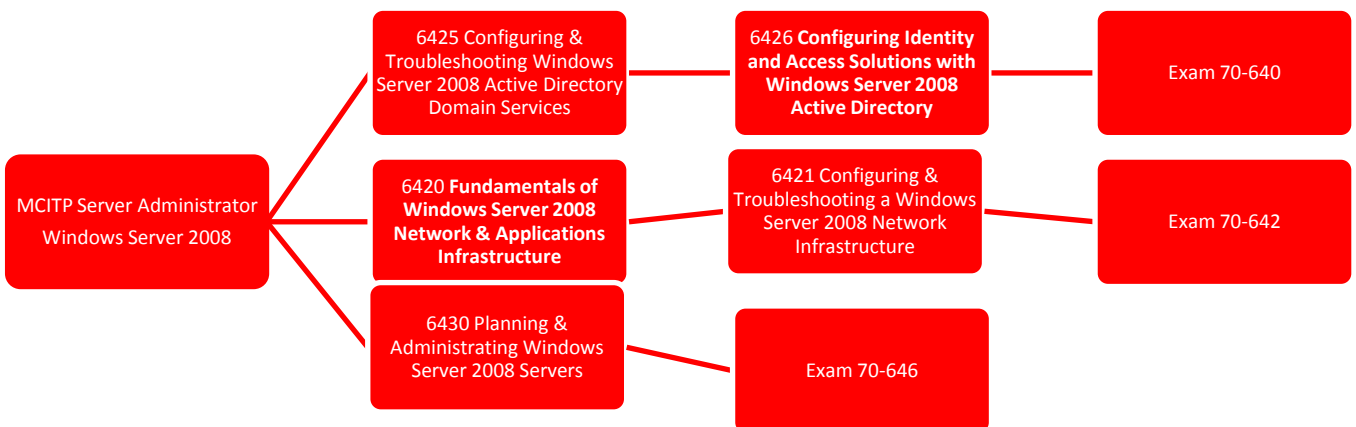 MCITP Server Administrator
Windows Server 2008
6425 Configuring &
Troubleshooting Windows
Server 2008 Active Directory
Domain Services
6426 Configuring Identity
and Access Solutions with
Windows Server 2008
Active Directory
Exam 70-640
6420 Fundamentals of
Windows Server 2008
Network & Applications
Infrastructure
6421 Configuring &
Troubleshooting a Windows
Server 2008 Network
Infrastructure
Exam 70-642
6430 Planning &
Administrating Windows
Server 2008 Servers
Exam 70-646